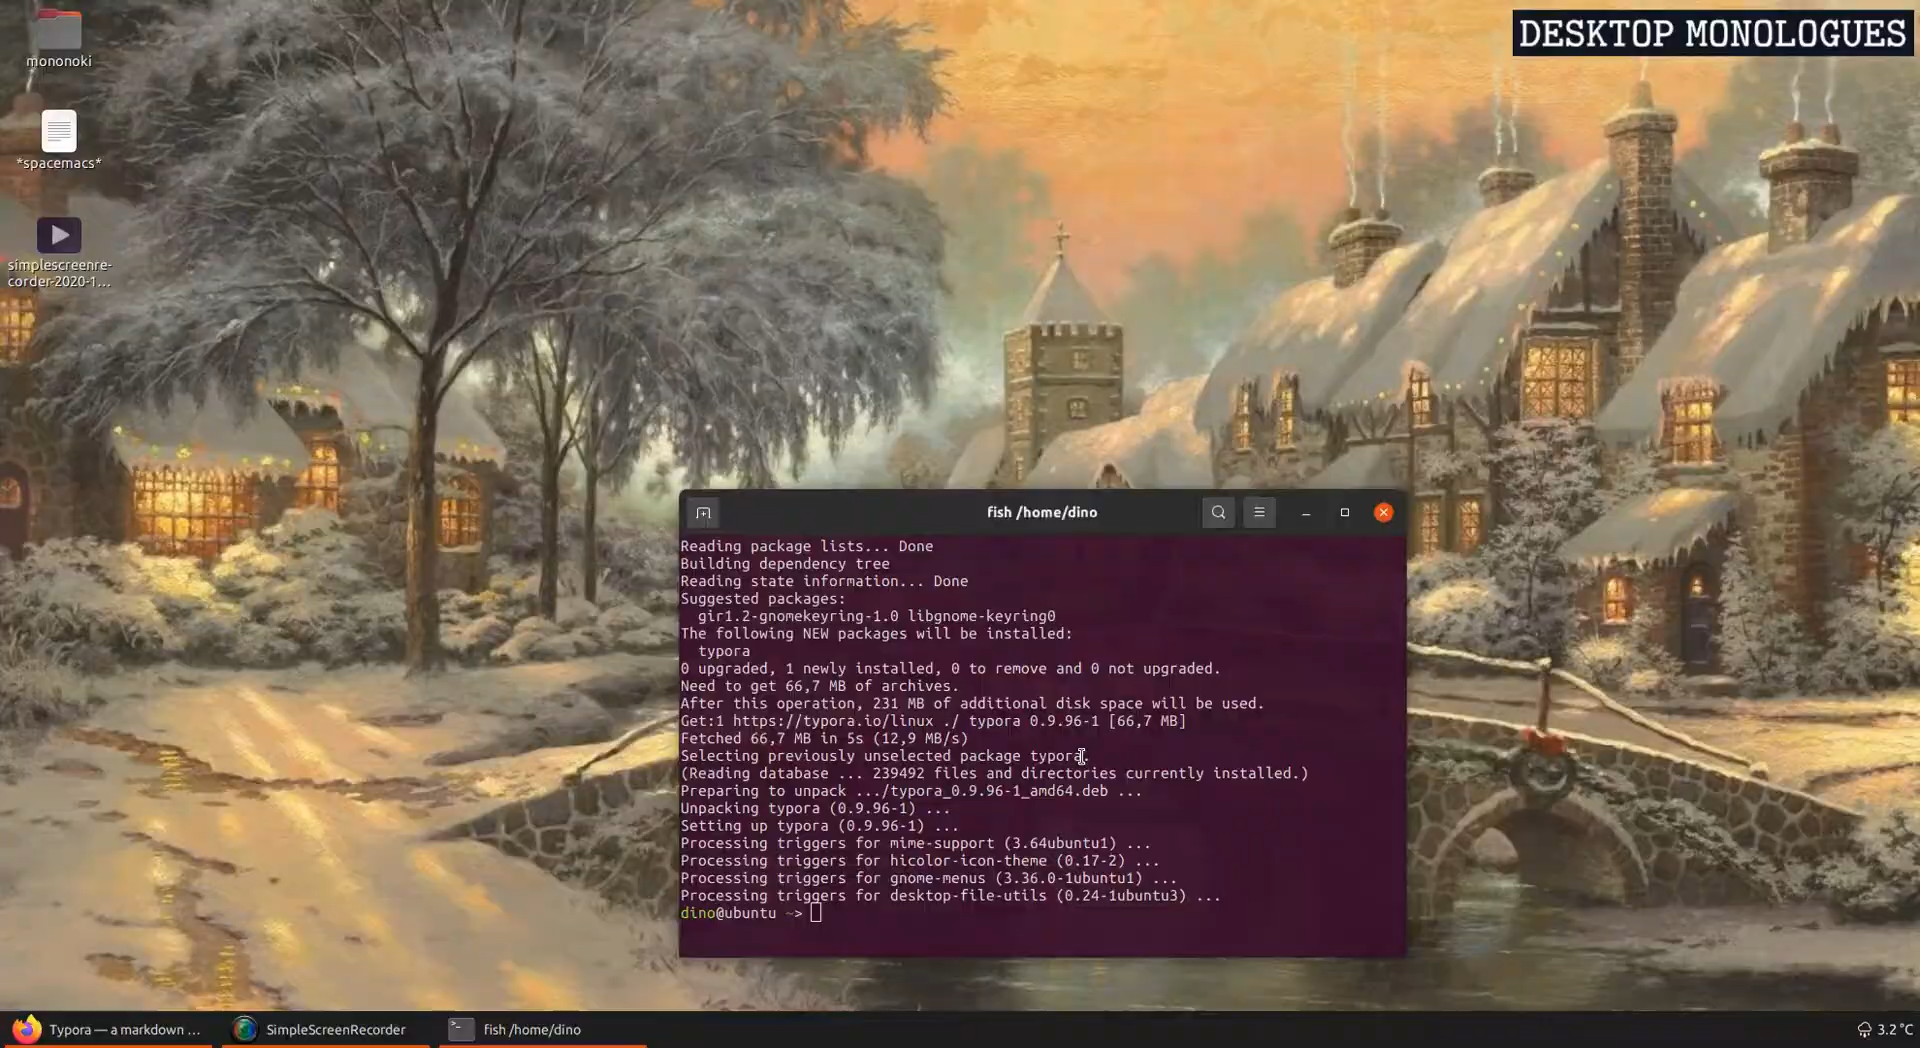 mononoki
*spacemacs*
simplescreenre-
corder-2020-1...
DESKTOP MONOLOGUES
fish /home/dino
Reading package lists... Done
Building dependency tree
Reading state information... Done
Suggested packages:
  gir1.2-gnomekeyring-1.0 libgnome-keyring0
The following NEW packages will be installed:
  typora
0 upgraded, 1 newly installed, 0 to remove and 0 not upgraded.
Need to get 66,7 MB of archives.
After this operation, 231 MB of additional disk space will be used.
Get:1 https://typora.io/linux ./ typora 0.9.96-1 [66,7 MB]
Fetched 66,7 MB in 5s (12,9 MB/s)
Selecting previously unselected package typora.
(Reading database ... 239492 files and directories currently installed.)
Preparing to unpack .../typora_0.9.96-1_amd64.deb ...
Unpacking typora (0.9.96-1) ...
Setting up typora (0.9.96-1) ...
Processing triggers for mime-support (3.64ubuntu1) ...
Processing triggers for hicolor-icon-theme (0.17-2) ...
Processing triggers for gnome-menus (3.36.0-1ubuntu1) ...
Processing triggers for desktop-file-utils (0.24-1ubuntu3) ...
dino@ubuntu ~>
Typora — a markdown ...
SimpleScreenRecorder
fish /home/dino
3.2 °C